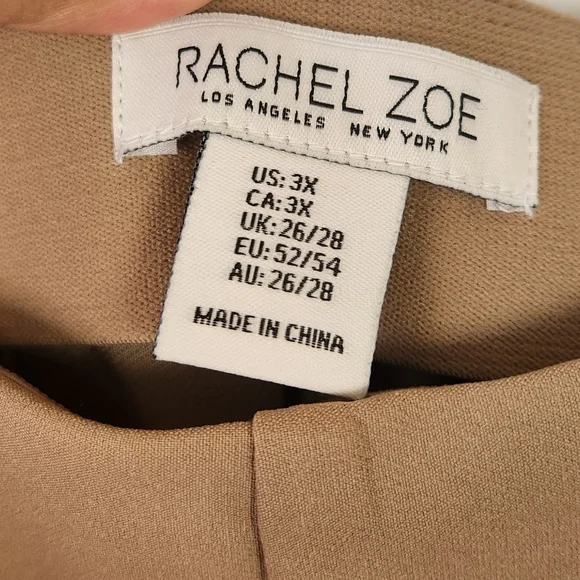 RACHEL ZOE
LOS ANGELES NEW YORK
US: 3X
CA: 3X
UK: 26/28
EU: 52/54
AU: 26/28
MADE IN CHINA